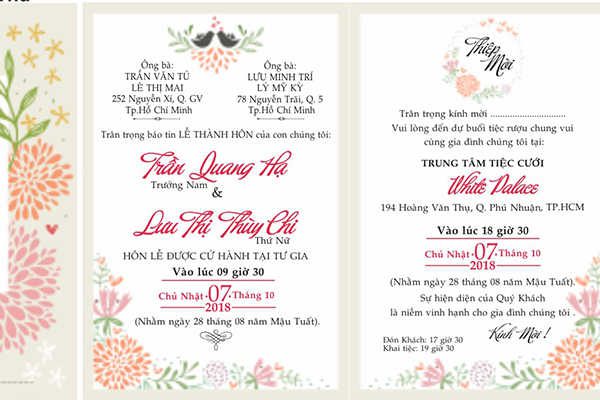 Ông bà:
TRẦN VĂN TÚ
LÊ THỊ MAI
252 Nguyễn Xí, Q. GV
Tp.Hồ Chí Minh
Ông bà:
LƯU MINH TRÍ
LÝ MỸ KỲ
78 Nguyễn Trãi, Q. 5
Tp.Hồ Chí Minh
Trân trọng báo tin LỄ THÀNH HÔN của con chúng tôi:
Trần Quang Hạ
Trưởng Nam
&
Lưu Thị Thùy Chi
Thứ Nữ
HÔN LỄ ĐƯỢC CỬ HÀNH TẠI TƯ GIA
Vào lúc 09 giờ 30
Chủ Nhật • 07 • Tháng 10
2018
(Nhằm ngày 28 tháng 08 năm Mậu Tuất).
Thiệp Mời
Trân trọng kính mời ..............................
Vui lòng đến dự buổi tiệc rượu chung vui
cùng gia đình chúng tôi tại:
TRUNG TÂM TIỆC CƯỚI
White Palace
194 Hoàng Văn Thụ, Q. Phú Nhuận, TP.HCM
Vào lúc 18 giờ 30
Chủ Nhật • 07 • Tháng 10
2018
(Nhằm ngày 28 tháng 08 năm Mậu Tuất).
Sự hiện diện của Quý Khách
là niềm vinh hạnh cho gia đình chúng tôi .
Kính Mời !
Đón Khách: 17 giờ 30
Khai tiệc: 19 giờ 30